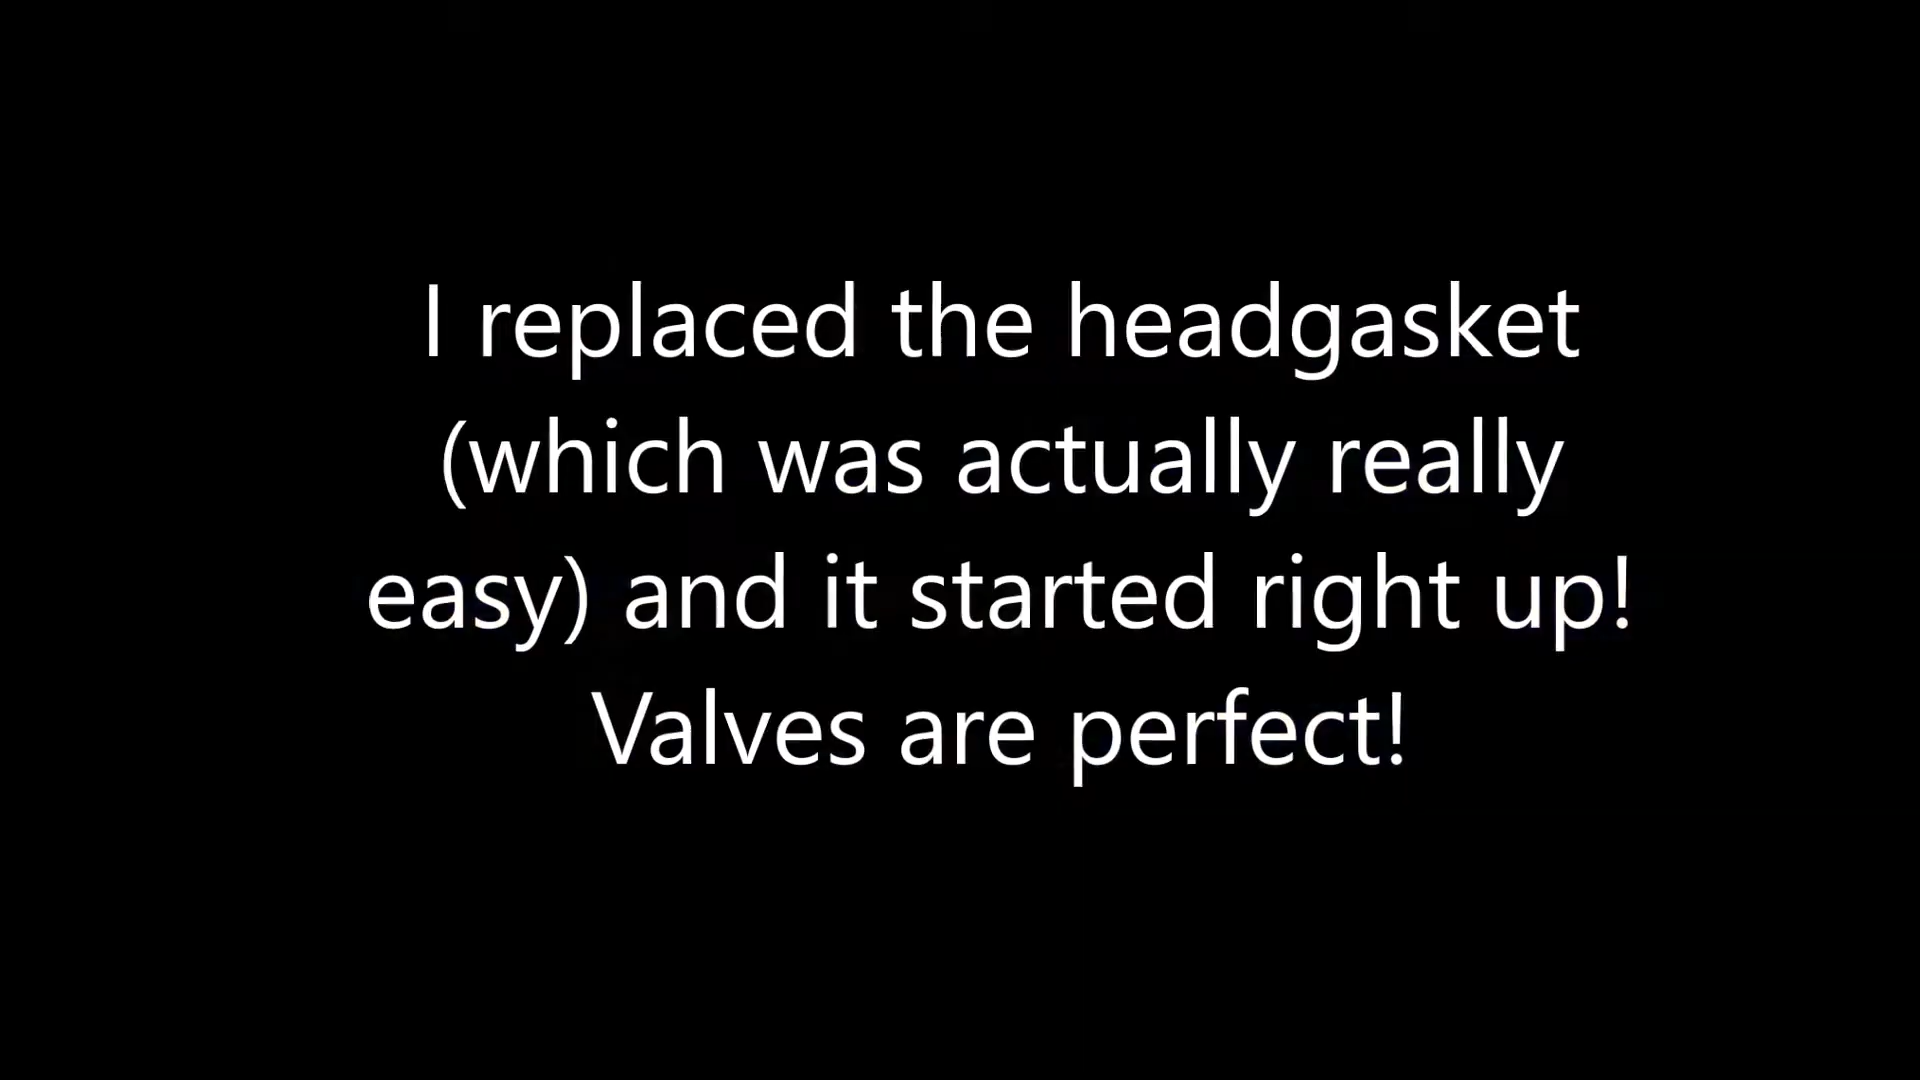 I replaced the headgasket
(which was actually really
easy) and it started right up!
Valves are perfect!